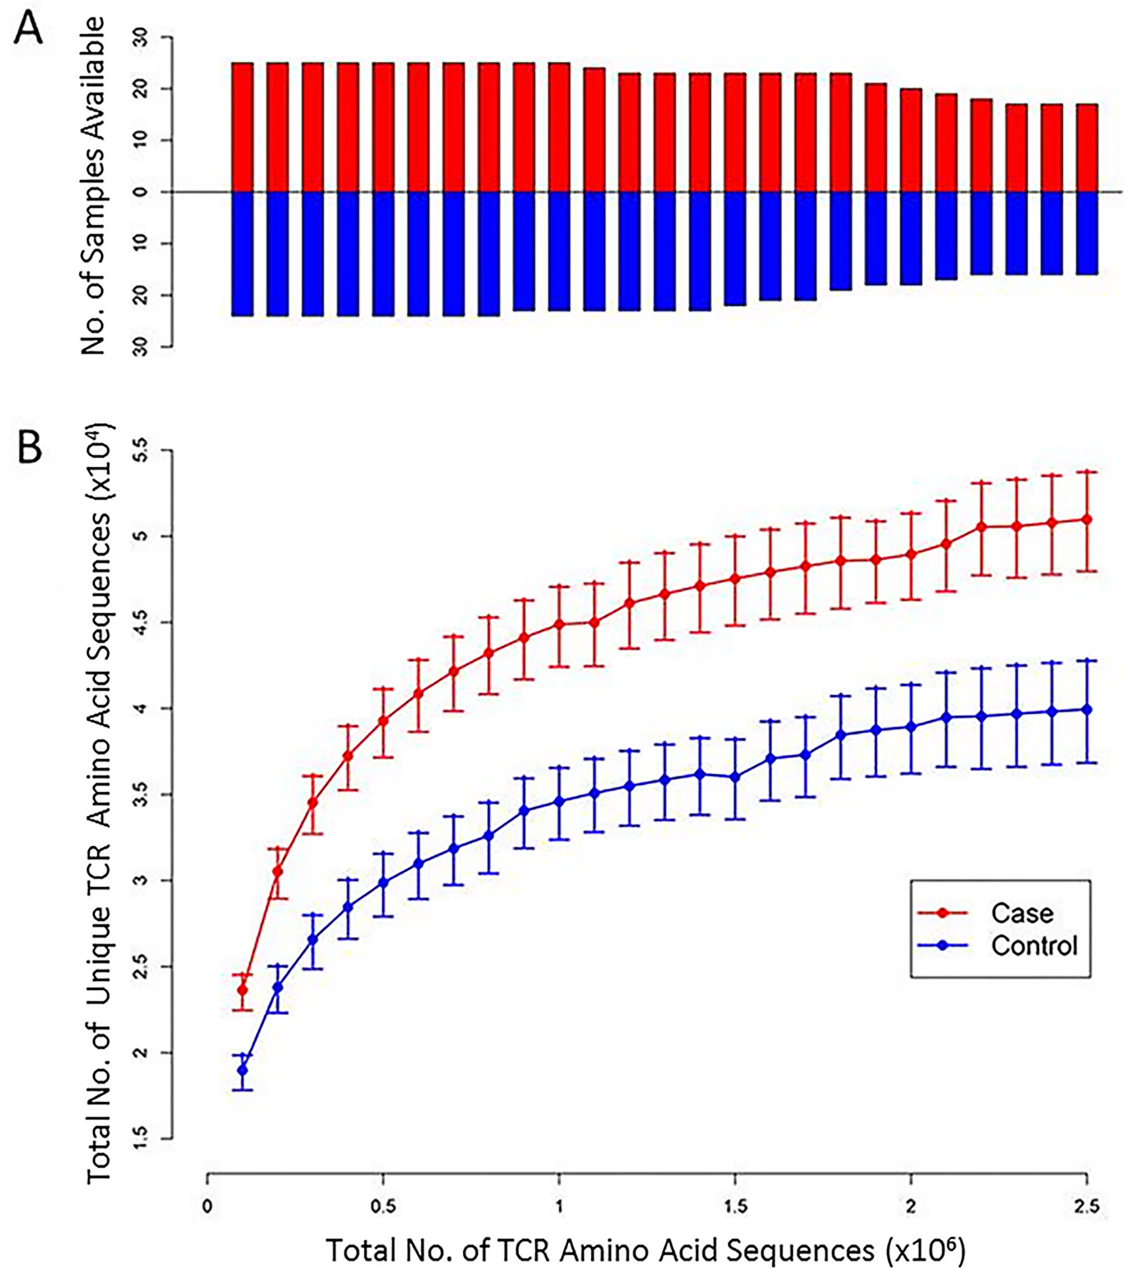 A
No. of Samples Available
30
20
10
0
10
20
30
B
Total No. of Unique TCR Amino Acid Sequences (x10⁴)
5.5
5
4.5
4
3.5
3
2.5
2
1.5
Case
Control
0 0.5 1 1.5 2 2.5
Total No. of TCR Amino Acid Sequences (x10⁶)